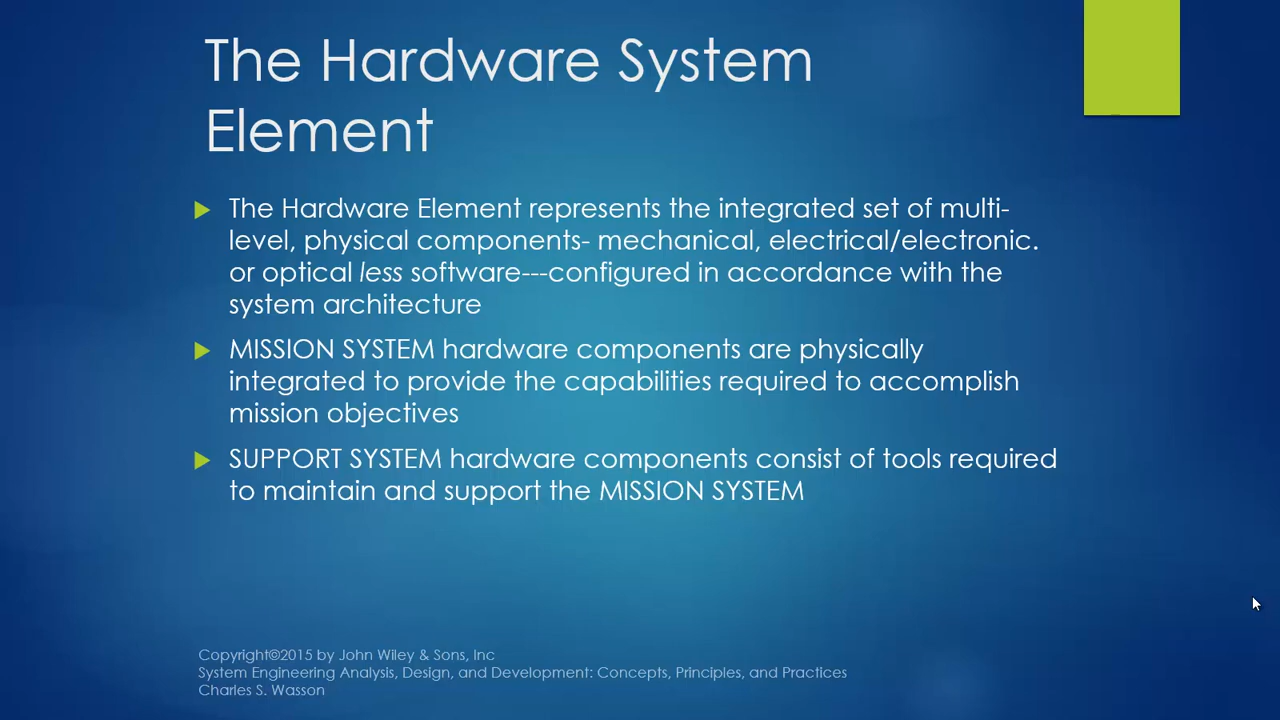 The Hardware System
Element
The Hardware Element represents the integrated set of multi-
level, physical components- mechanical, electrical/electronic.
or optical less software---configured in accordance with the
system architecture
MISSION SYSTEM hardware components are physically
integrated to provide the capabilities required to accomplish
mission objectives
SUPPORT SYSTEM hardware components consist of tools required
to maintain and support the MISSION SYSTEM
Copyright©2015 by John Wiley & Sons, Inc
System Engineering Analysis, Design, and Development: Concepts, Principles, and Practices
Charles S. Wasson